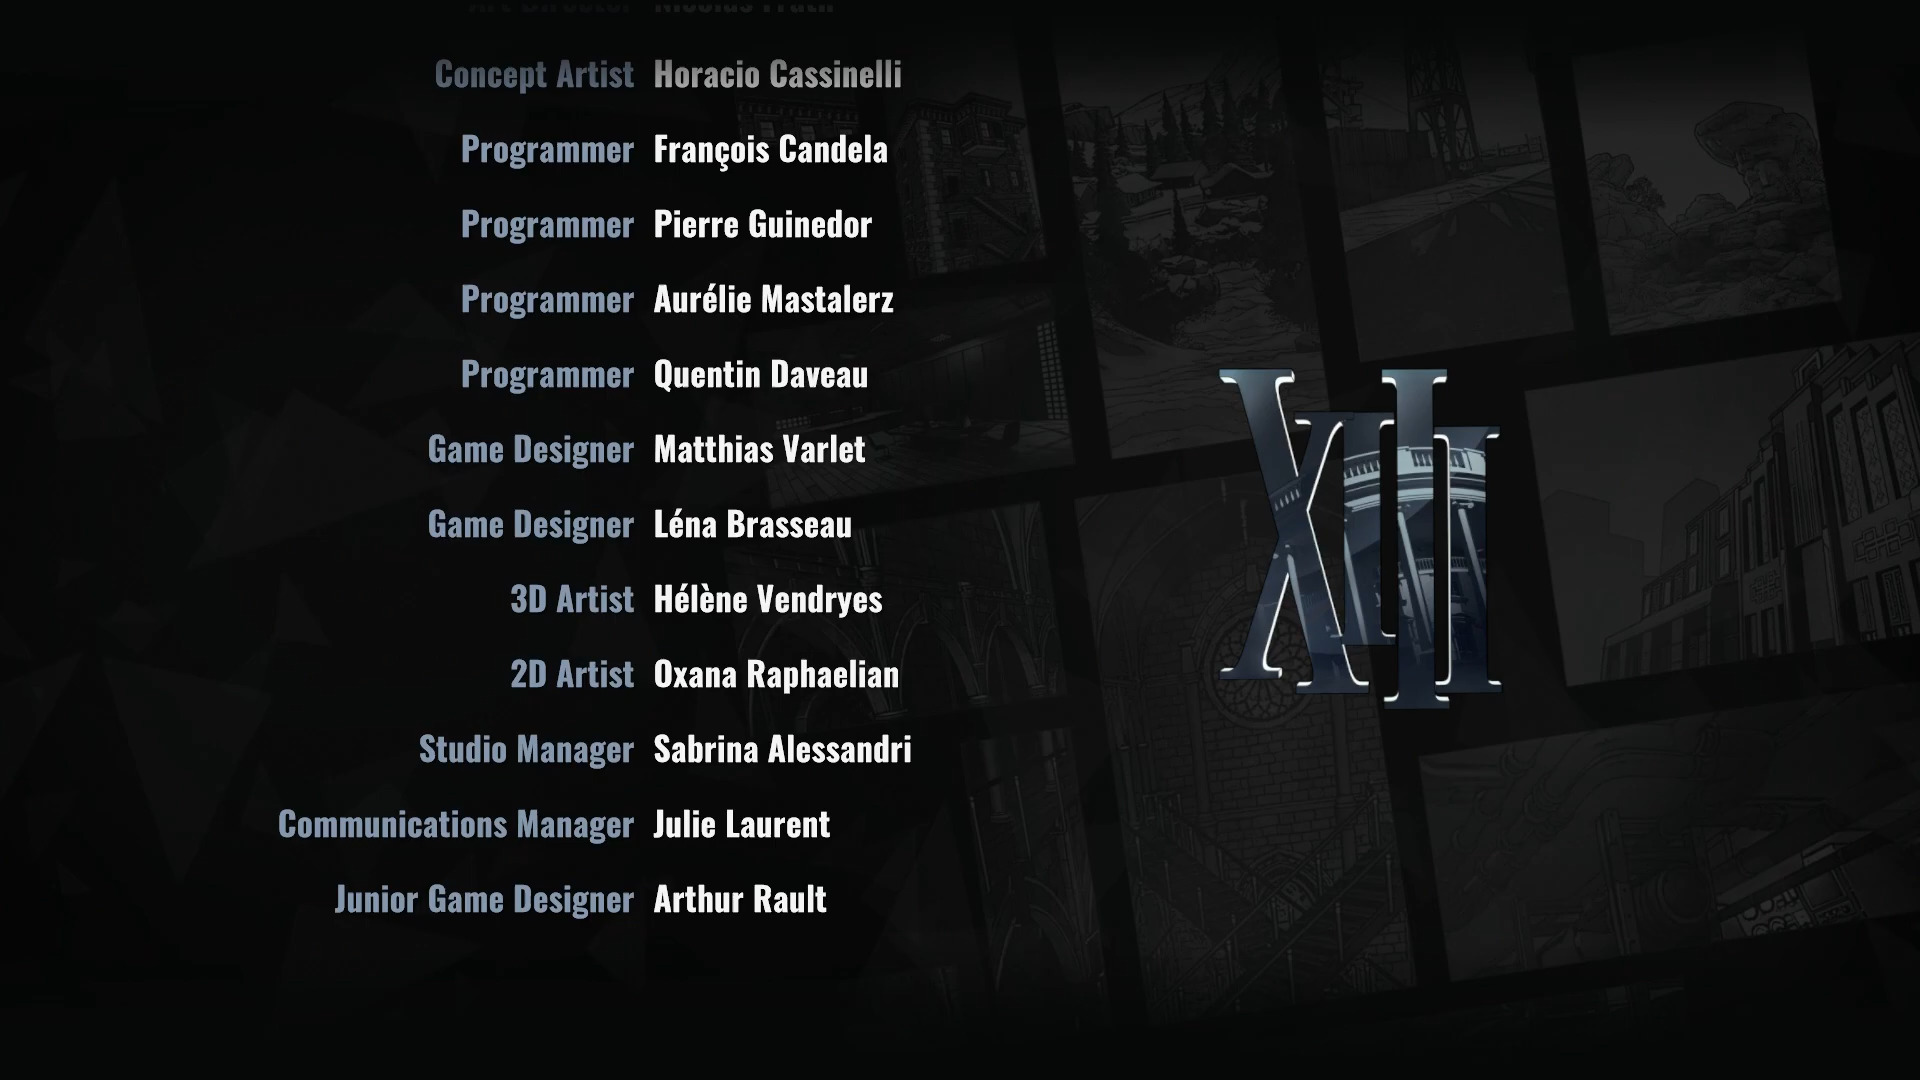 Concept Artist Horacio Cassinelli
Programmer François Candela
Programmer Pierre Guinedor
Programmer Aurélie Mastalerz
Programmer Quentin Daveau
Game Designer Matthias Varlet
Game Designer Léna Brasseau
3D Artist Hélène Vendryes
2D Artist Oxana Raphaelian
Studio Manager Sabrina Alessandri
Communications Manager Julie Laurent
Junior Game Designer Arthur Rault
XIII